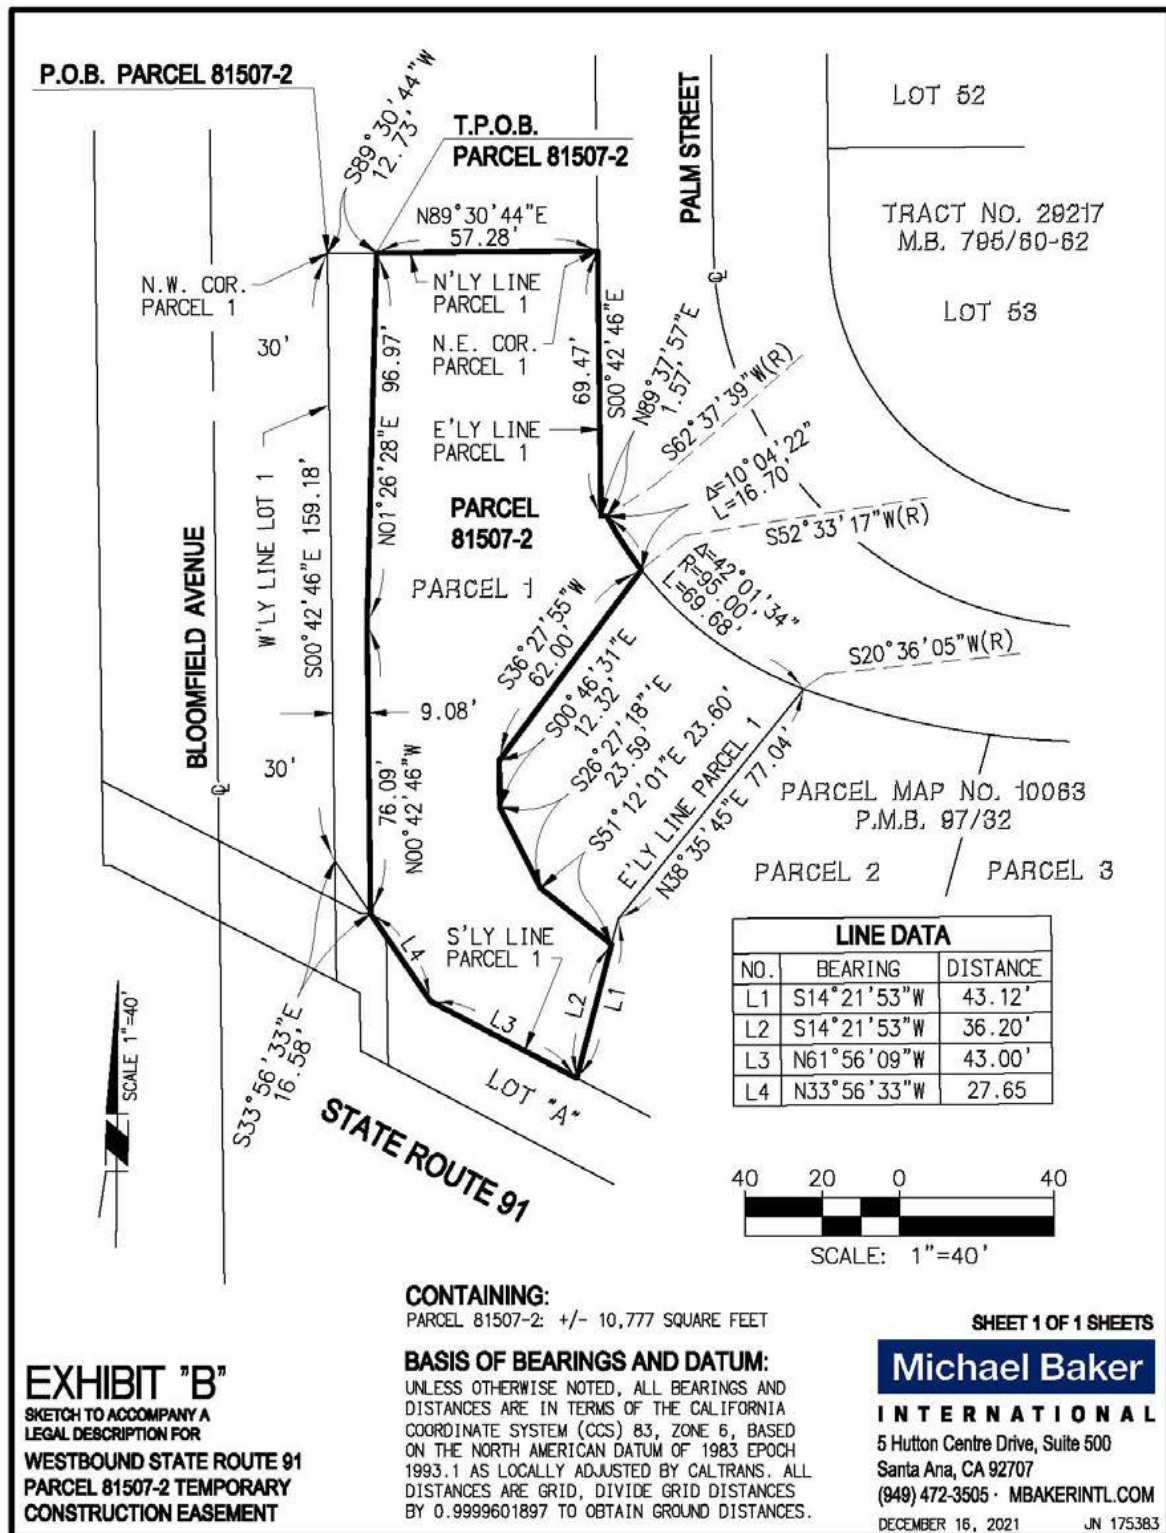 P.O.B. PARCEL 81507-2
S89°30'44"W
12.73'
T.P.O.B.
PARCEL 81507-2
PALM STREET
LOT 52
TRACT NO. 29217
M.B. 795/60-62
LOT 53
N89°30'44"E
57.28'
N.W. COR.
PARCEL 1
N'LY LINE
PARCEL 1
N.E. COR.
PARCEL 1
30'
96.97'
N01°26'28"E
69.47'
S00°42'46"E
N89°37'57"E
1.57'
S62°37'39"W(R)
E'LY LINE
PARCEL 1
Δ=10°04'22"
L=16.70'
S52°33'17"W(R)
PARCEL
81507-2
PARCEL 1
Δ=42°01'34"
R=95.00'
L=69.68'
S20°36'05"W(R)
BLOOMFIELD AVENUE
W'LY LINE LOT 1
S00°42'46"E 159.18'
S36°27'55"W
62.00'
S00°46'31"E
12.32'
S26°27'18"'E
23.59'
S51°12'01"E 23.60'
E'LY LINE PARCEL 1
N38°35'45"E 77.04'
9.08'
30'
76.09'
N00°42'46"W
PARCEL MAP NO. 10083
P.M.B. 97/32
PARCEL 2
PARCEL 3
S'LY LINE
PARCEL 1
L4
L3
L2
L1
LOT "A"
S33°56'33"E
16.58'
STATE ROUTE 91
SCALE 1"=40'
LINE DATA
NO. BEARING DISTANCE
L1 S14°21'53"W 43.12'
L2 S14°21'53"W 36.20'
L3 N61°56'09"W 43.00'
L4 N33°56'33"W 27.65
40 20 0 40
SCALE: 1"=40'
CONTAINING:
PARCEL 81507-2: +/- 10,777 SQUARE FEET
BASIS OF BEARINGS AND DATUM:
UNLESS OTHERWISE NOTED, ALL BEARINGS AND
DISTANCES ARE IN TERMS OF THE CALIFORNIA
COORDINATE SYSTEM (CCS) 83, ZONE 6, BASED
ON THE NORTH AMERICAN DATUM OF 1983 EPOCH
1993.1 AS LOCALLY ADJUSTED BY CALTRANS. ALL
DISTANCES ARE GRID, DIVIDE GRID DISTANCES
BY 0.9999601897 TO OBTAIN GROUND DISTANCES.
EXHIBIT "B"
SKETCH TO ACCOMPANY A
LEGAL DESCRIPTION FOR
WESTBOUND STATE ROUTE 91
PARCEL 81507-2 TEMPORARY
CONSTRUCTION EASEMENT
SHEET 1 OF 1 SHEETS
Michael Baker
INTERNATIONAL
5 Hutton Centre Drive, Suite 500
Santa Ana, CA 92707
(949) 472-3505 · MBAKERINTL.COM
DECEMBER 16, 2021 JN 175383